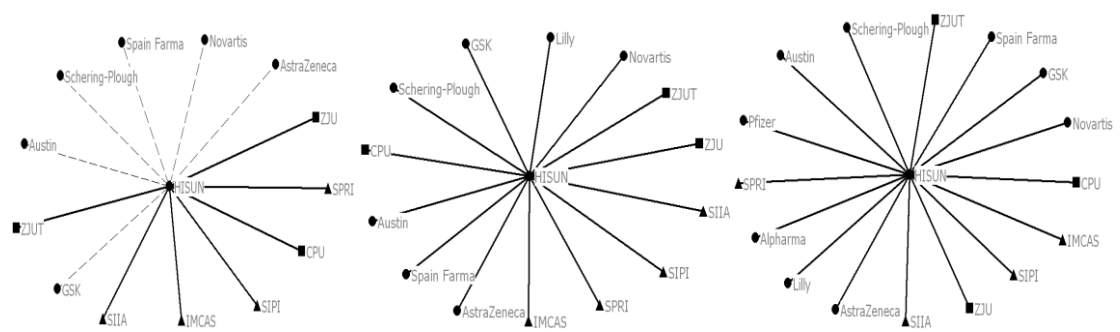 Spain Farma
Novartis
AstraZeneca
Schering-Plough
ZJU
Austin
HISUN
SPRI
ZJUT
CPU
GSK
SIPI
SIIA
IMCAS
Lilly
GSK
Novartis
Schering-Plough
ZJUT
CPU
ZJU
HISUN
SIIA
Austin
Spain Farma
SIPI
AstraZeneca
SPRI
IMCAS
ZJUT
Schering-Plough
Spain Farma
Austin
GSK
Pfizer
Novartis
HISUN
SPRI
CPU
Alpharma
IMCAS
Lilly
SIPI
AstraZeneca
ZJU
SIIA